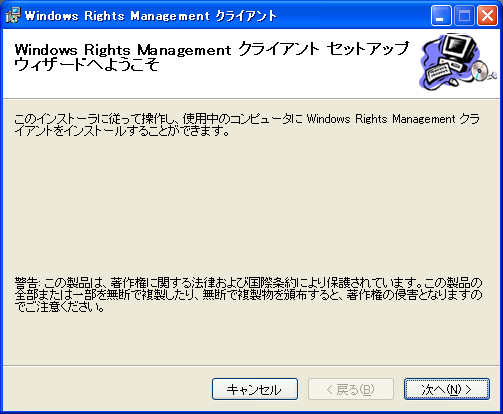 Windows Rights Management クライアント
Windows Rights Management クライアント セットアップ
ウィザードへようこそ
このインストーラに従って操作し、使用中のコンピュータに Windows Rights Management クラ
イアントをインストールすることができます。
警告: この製品は、著作権に関する法律および国際条約により保護されています。この製品の
全部または一部を無断で複製したり、無断で複製物を頒布すると、著作権の侵害となりますの
でご注意ください。
キャンセル
< 戻る(B)
次へ(N) >